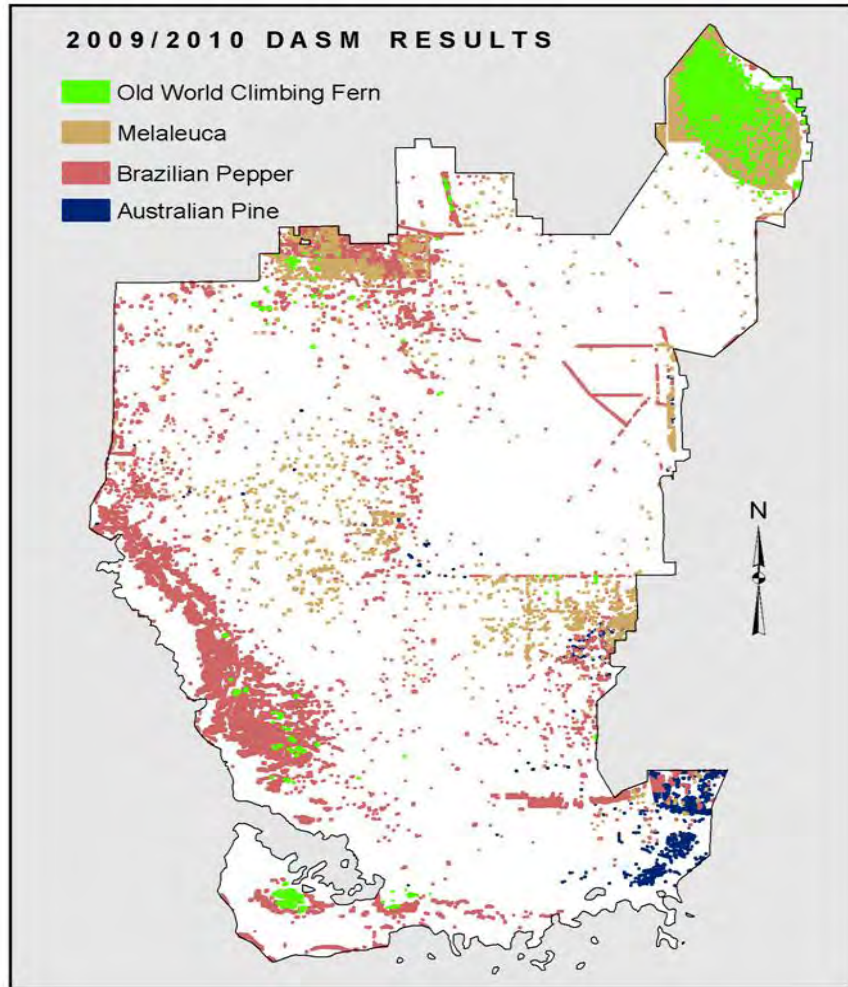 2009/2010 DASM RESULTS
Old World Climbing Fern
Melaleuca
Brazilian Pepper
Australian Pine
N